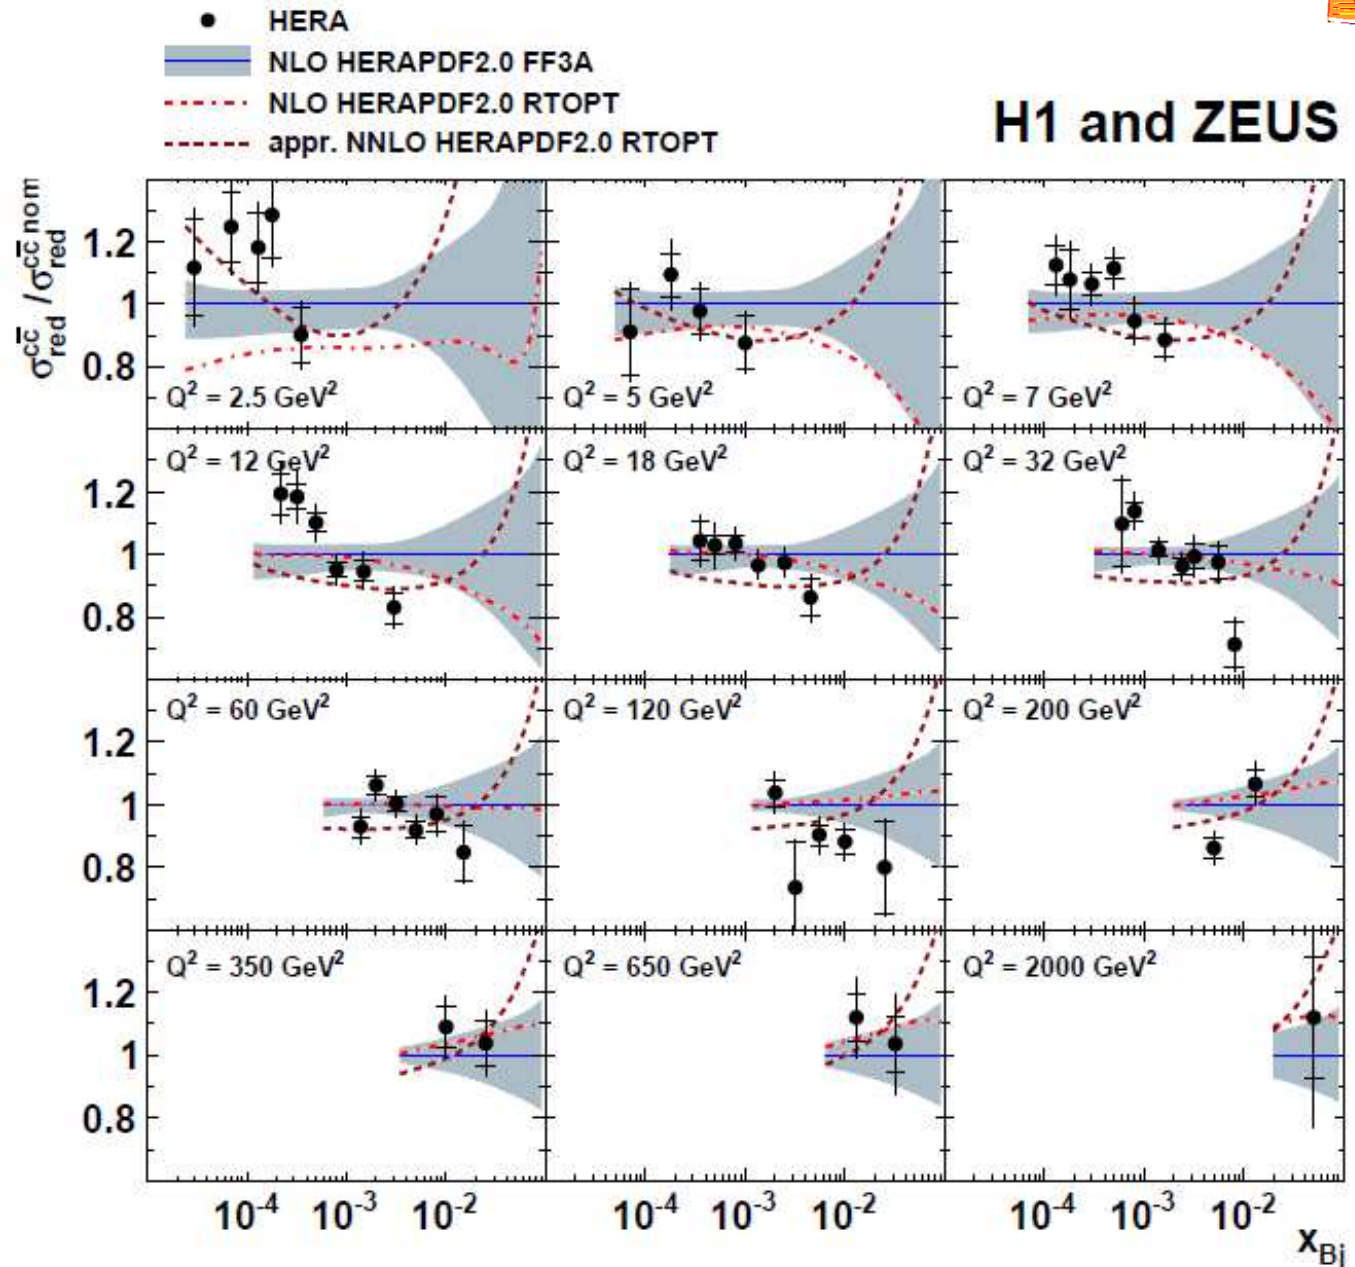 HERA
NLO HERAPDF2.0 FF3A
NLO HERAPDF2.0 RTOPT
appr. NNLO HERAPDF2.0 RTOPT
H1 and ZEUS
σ_red^cc̄ / σ_red^cc̄ nom
1.2
1
0.8
Q² = 2.5 GeV²
Q² = 5 GeV²
Q² = 7 GeV²
1.2
1
0.8
Q² = 12 GeV²
Q² = 18 GeV²
Q² = 32 GeV²
1.2
1
0.8
Q² = 60 GeV²
Q² = 120 GeV²
Q² = 200 GeV²
1.2
1
0.8
Q² = 350 GeV²
Q² = 650 GeV²
Q² = 2000 GeV²
10⁻⁴ 10⁻³ 10⁻² 10⁻⁴ 10⁻³ 10⁻² 10⁻⁴ 10⁻³ 10⁻²
x_Bj